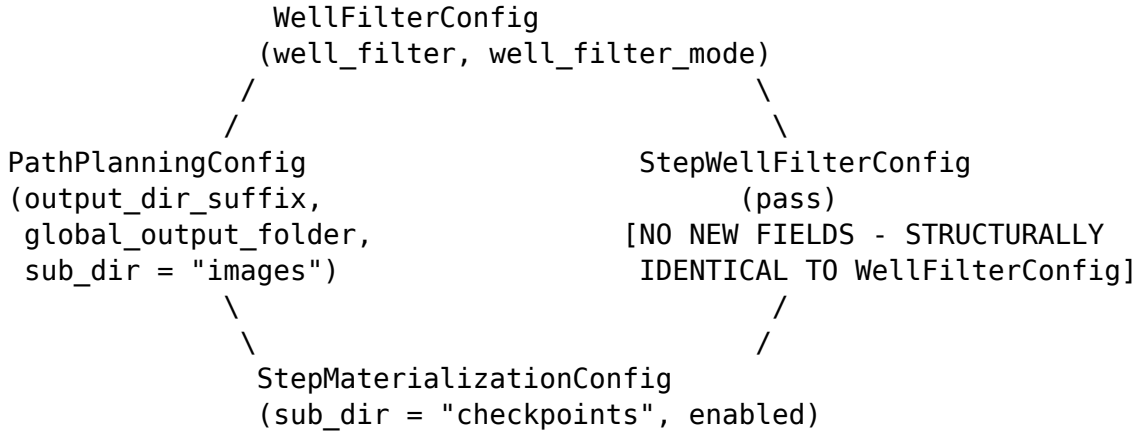 WellFilterConfig
(well_filter, well_filter_mode)
/ \
/ \
PathPlanningConfig StepWellFilterConfig
(output_dir_suffix, (pass)
global_output_folder, [NO NEW FIELDS - STRUCTURALLY
sub_dir = "images") IDENTICAL TO WellFilterConfig]
\ /
\ /
StepMaterializationConfig
(sub_dir = "checkpoints", enabled)